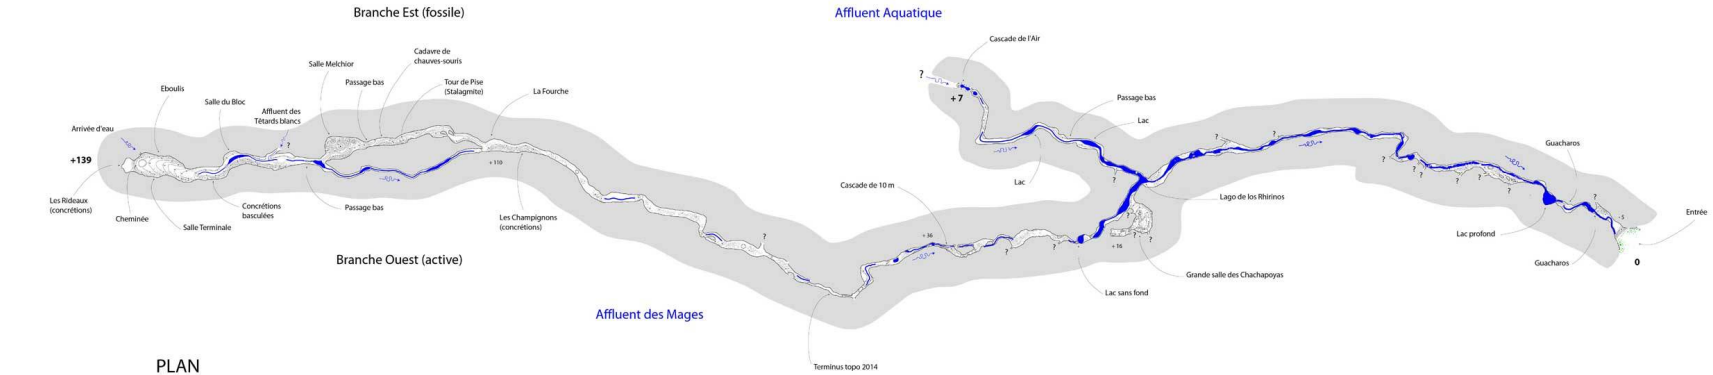 Branche Est (fossile)
Affluent Aquatique
Cascade de l'Air
?
+7
Cadavre de
chauves-souris
Salle Melchior
Passage bas
Tour de Pise
(Stalagmite)
La Fourche
Eboulis
Salle du Bloc
Affluent des
Têtards blancs
?
Arrivée d'eau
+139
Passage bas
Lac
?
?
Guacharos
?
?
?
?
?
?
?
Les Rideaux
(concrétions)
Cheminée
Salle Terminale
Concrétions
basculées
Passage bas
+110
Les Champignons
(concrétions)
Cascade de 10 m
Lac
Lago de los Rhirinos
?
?
?
+16
- 5
Entrée
Lac profond
Guacharos
0
?
+36
?
?
Grande salle des Chachapoyas
Lac sans fond
Branche Ouest (active)
Affluent des Mages
Terminus topo 2014
PLAN